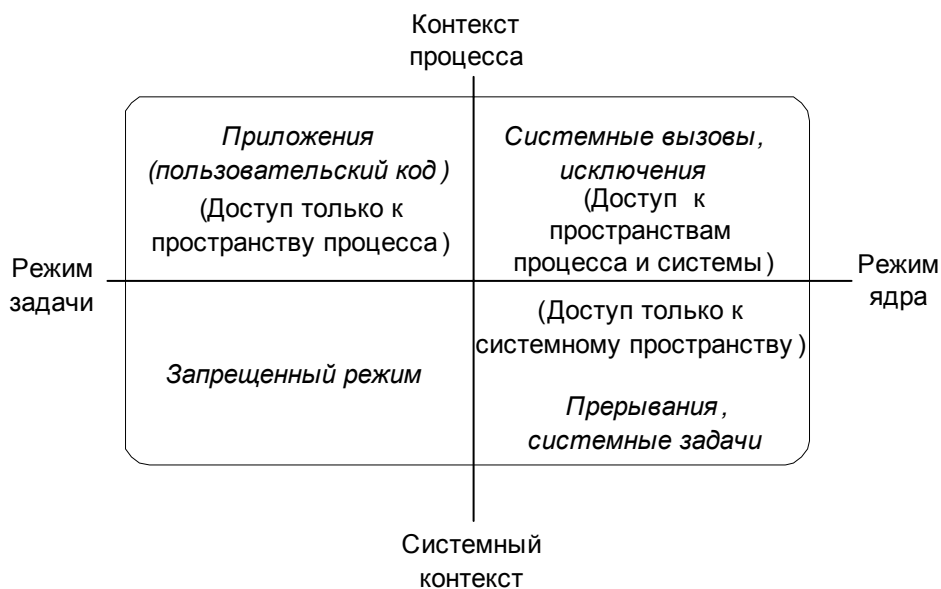 Контекст
процесса
Приложения
(пользовательский код)
(Доступ только к
пространству процесса)
Системные вызовы,
исключения
(Доступ к
пространствам
процесса и системы)
Режим
задачи
Режим
ядра
Запрещенный режим
(Доступ только к
системному пространству)
Прерывания,
системные задачи
Системный
контекст